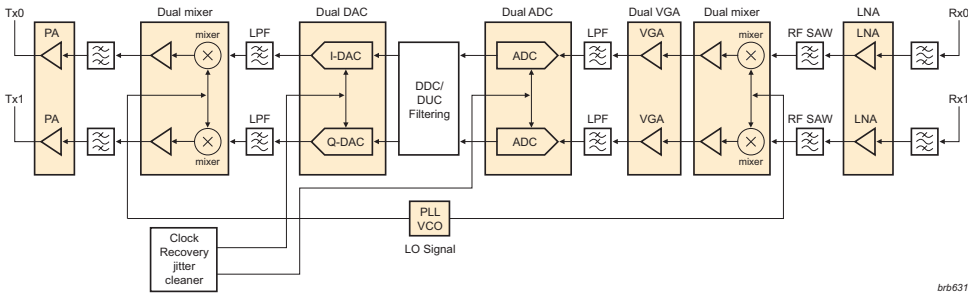 Tx0
Dual mixer
Dual DAC
Dual ADC
Dual VGA
Dual mixer
LNA
Rx0
PA
mixer
LPF
I-DAC
DDC/
DUC
Filtering
ADC
LPF
VGA
mixer
RF SAW
LNA
Tx1
PA
mixer
LPF
Q-DAC
ADC
LPF
VGA
mixer
RF SAW
LNA
Rx1
PLL
VCO
LO Signal
Clock
Recovery
jitter
cleaner
brb631